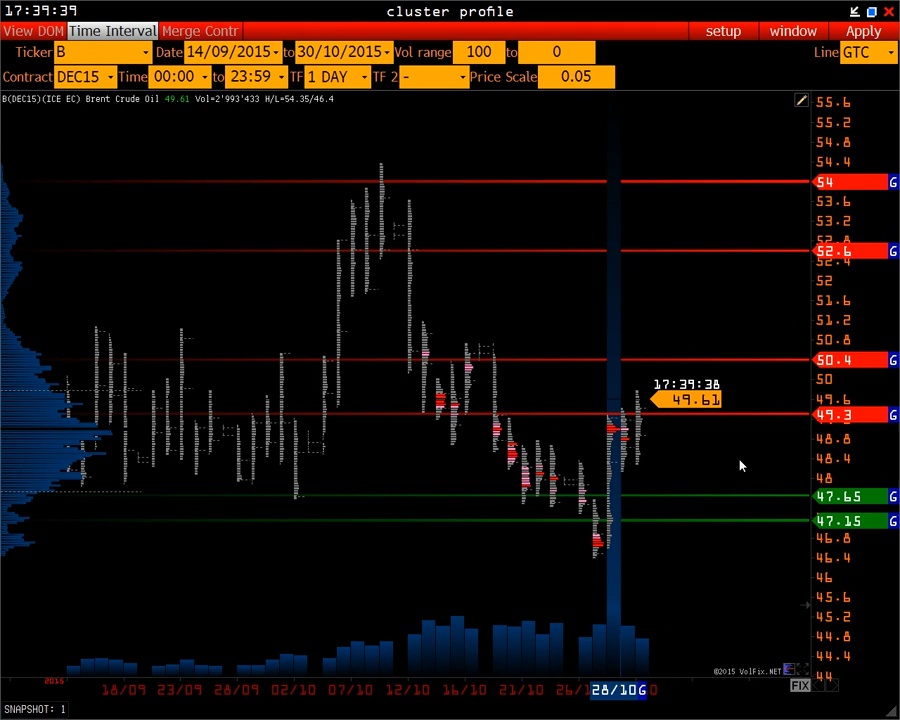 17:39:39 cluster profile
View DOM Time Interval Merge Contr setup window Apply
Ticker B Date 14/09/2015 to 30/10/2015 Vol range 100 to 0 Line GTC
Contract DEC15 Time 00:00 to 23:59 TF 1 DAY TF 2 - Price Scale 0.05
B(DEC15)(ICE EC) Brent Crude Oil 49.61 Vol=2'993'433 H/L=54.35/46.4
55.6
55.2
54.8
54.4
54 G
53.6
53.2
52.8
52.6 G
52.4
52
51.6
51.2
50.8
50.4 G
50
17:39:38
49.6
49.61
49.3 G
48.8
48.4
48
47.65 G
47.15 G
46.8
46.4
46
45.6
45.2
44.8
44.4
©2015 VolFix.NET
44
2015
18/09 23/09 28/09 02/10 07/10 12/10 16/10 21/10 26/1 28/10 G 0
FIX
SNAPSHOT: 1